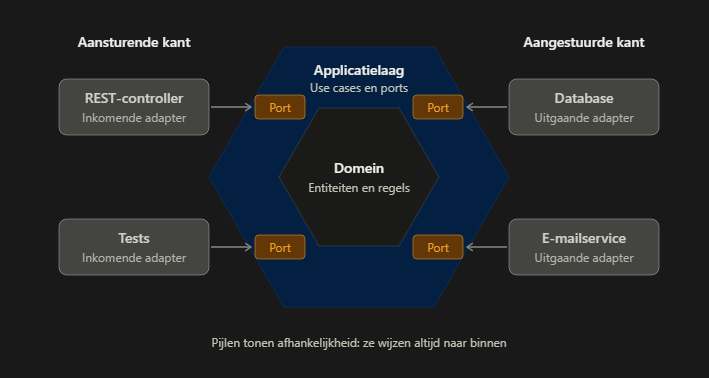 Aansturende kant
Aangestuurde kant
Applicatielaag
Use cases en ports
REST-controller
Inkomende adapter
Port
Port
Database
Uitgaande adapter
Domein
Entiteiten en regels
Tests
Inkomende adapter
Port
Port
E-mailservice
Uitgaande adapter
Pijlen tonen afhankelijkheid: ze wijzen altijd naar binnen